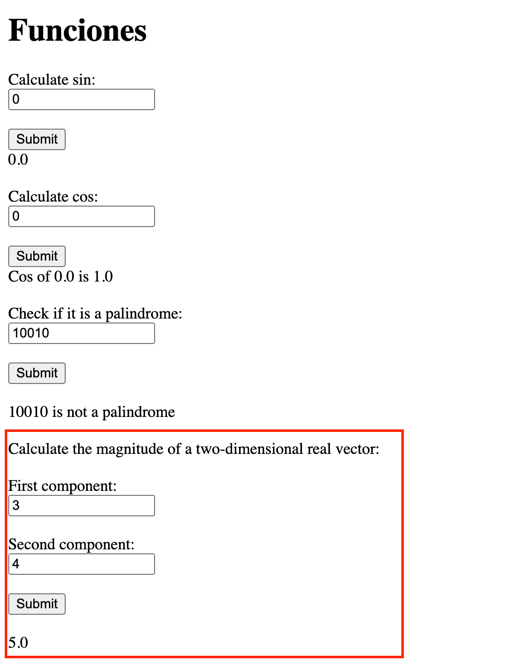 Funciones
Calculate sin:
0
Submit
0.0
Calculate cos:
0
Submit
Cos of 0.0 is 1.0
Check if it is a palindrome:
10010
Submit
10010 is not a palindrome
Calculate the magnitude of a two-dimensional real vector:
First component:
3
Second component:
4
Submit
5.0